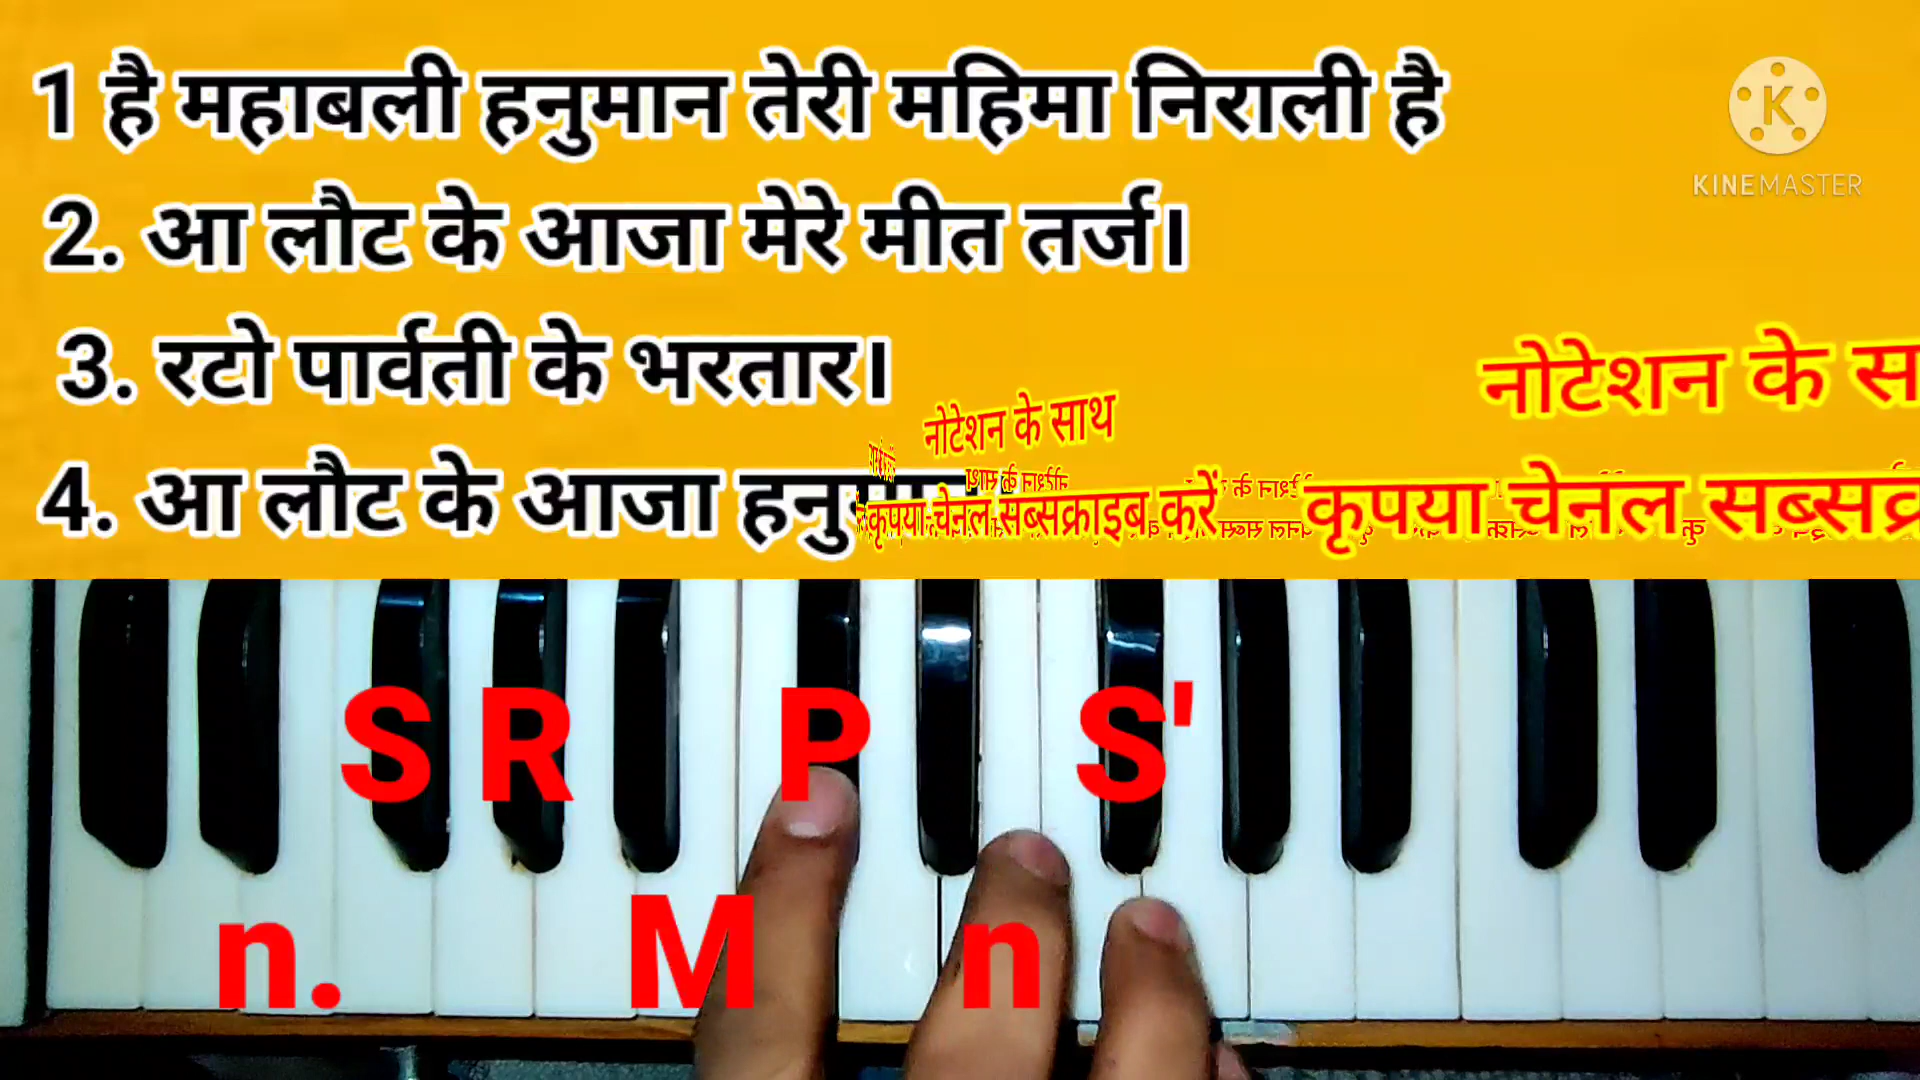 1 है महाबली हनुमान तेरी महिमा निराली है
2. आ लौट के आजा मेरे मीत तर्ज।
3. रटो पार्वती के भरतार।
4. आ लौट के आजा
KINEMASTER
नोटेशन के साथ
कृपया चेनल सब्सक्राइब करें
नोटेशन के
कृपया चेनल
S R P S'
n. M n